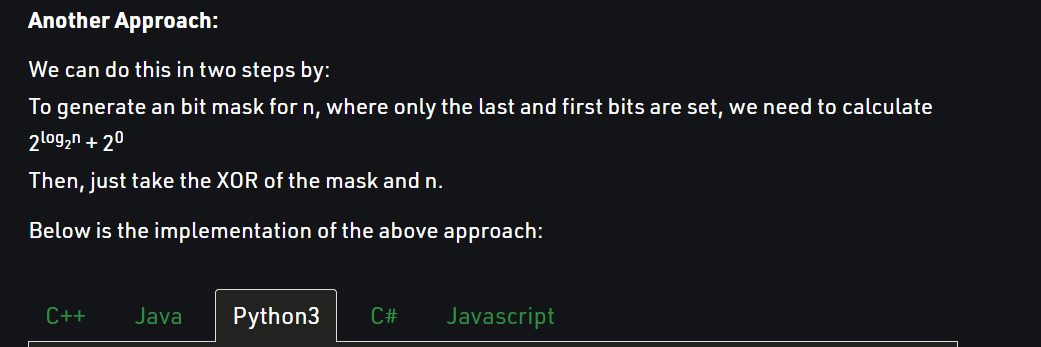 Another Approach:
We can do this in two steps by:
To generate an bit mask for n, where only the last and first bits are set, we need to calculate
2^log₂n + 2^0
Then, just take the XOR of the mask and n.
Below is the implementation of the above approach:
C++ Java Python3 C# Javascript